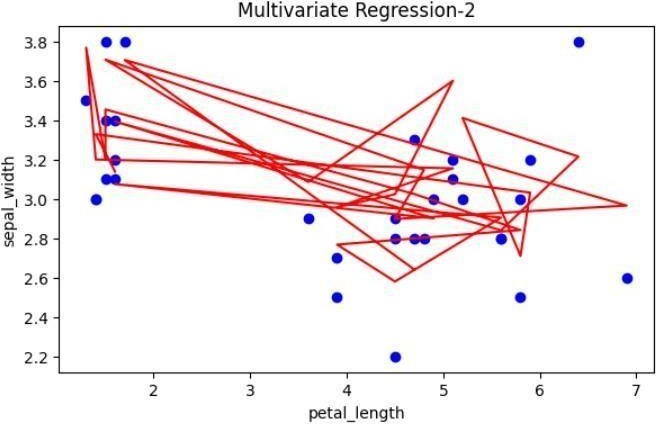 Multivariate Regression-2
3.8
3.6
3.4
3.2
3.0
2.8
2.6
2.4
2.2
sepal_width
2 3 4 5 6 7
petal_length